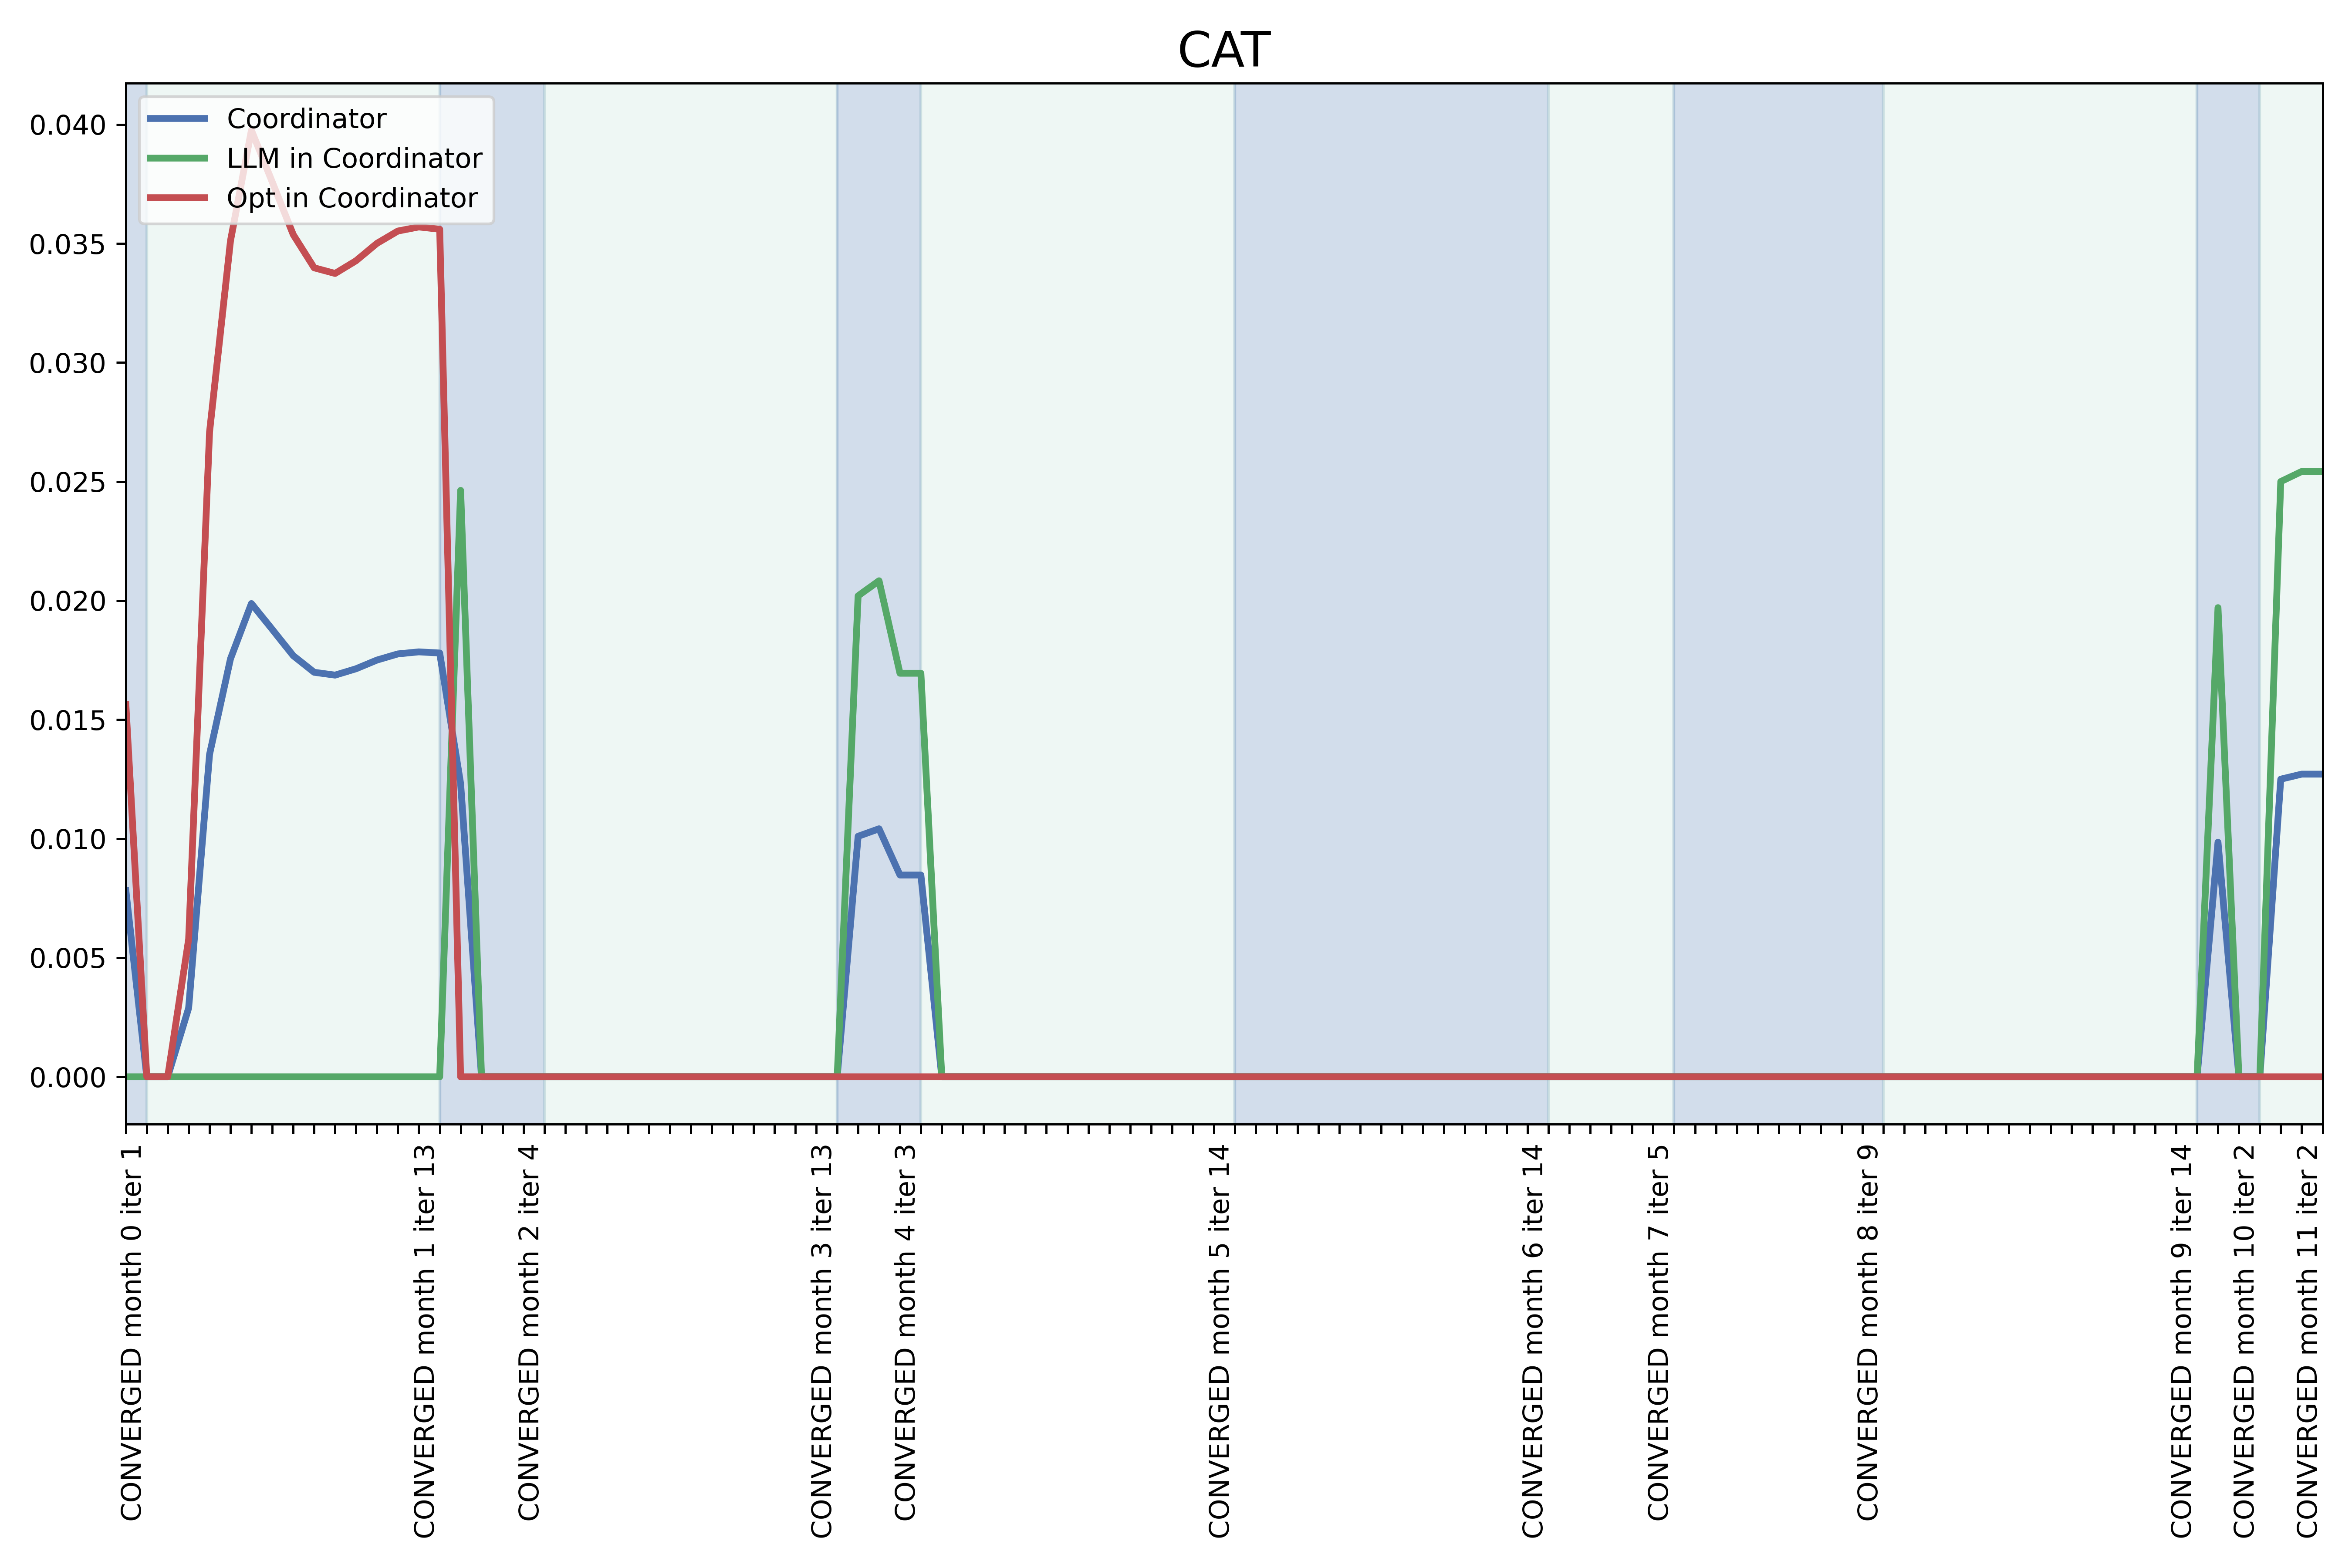 CAT
Coordinator
LLM in Coordinator
Opt in Coordinator
0.040
0.035
0.030
0.025
0.020
0.015
0.010
0.005
0.000
CONVERGED month 0 iter 1
CONVERGED month 1 iter 13
CONVERGED month 2 iter 4
CONVERGED month 3 iter 13
CONVERGED month 4 iter 3
CONVERGED month 5 iter 14
CONVERGED month 6 iter 14
CONVERGED month 7 iter 5
CONVERGED month 8 iter 9
CONVERGED month 9 iter 14
CONVERGED month 10 iter 2
CONVERGED month 11 iter 2